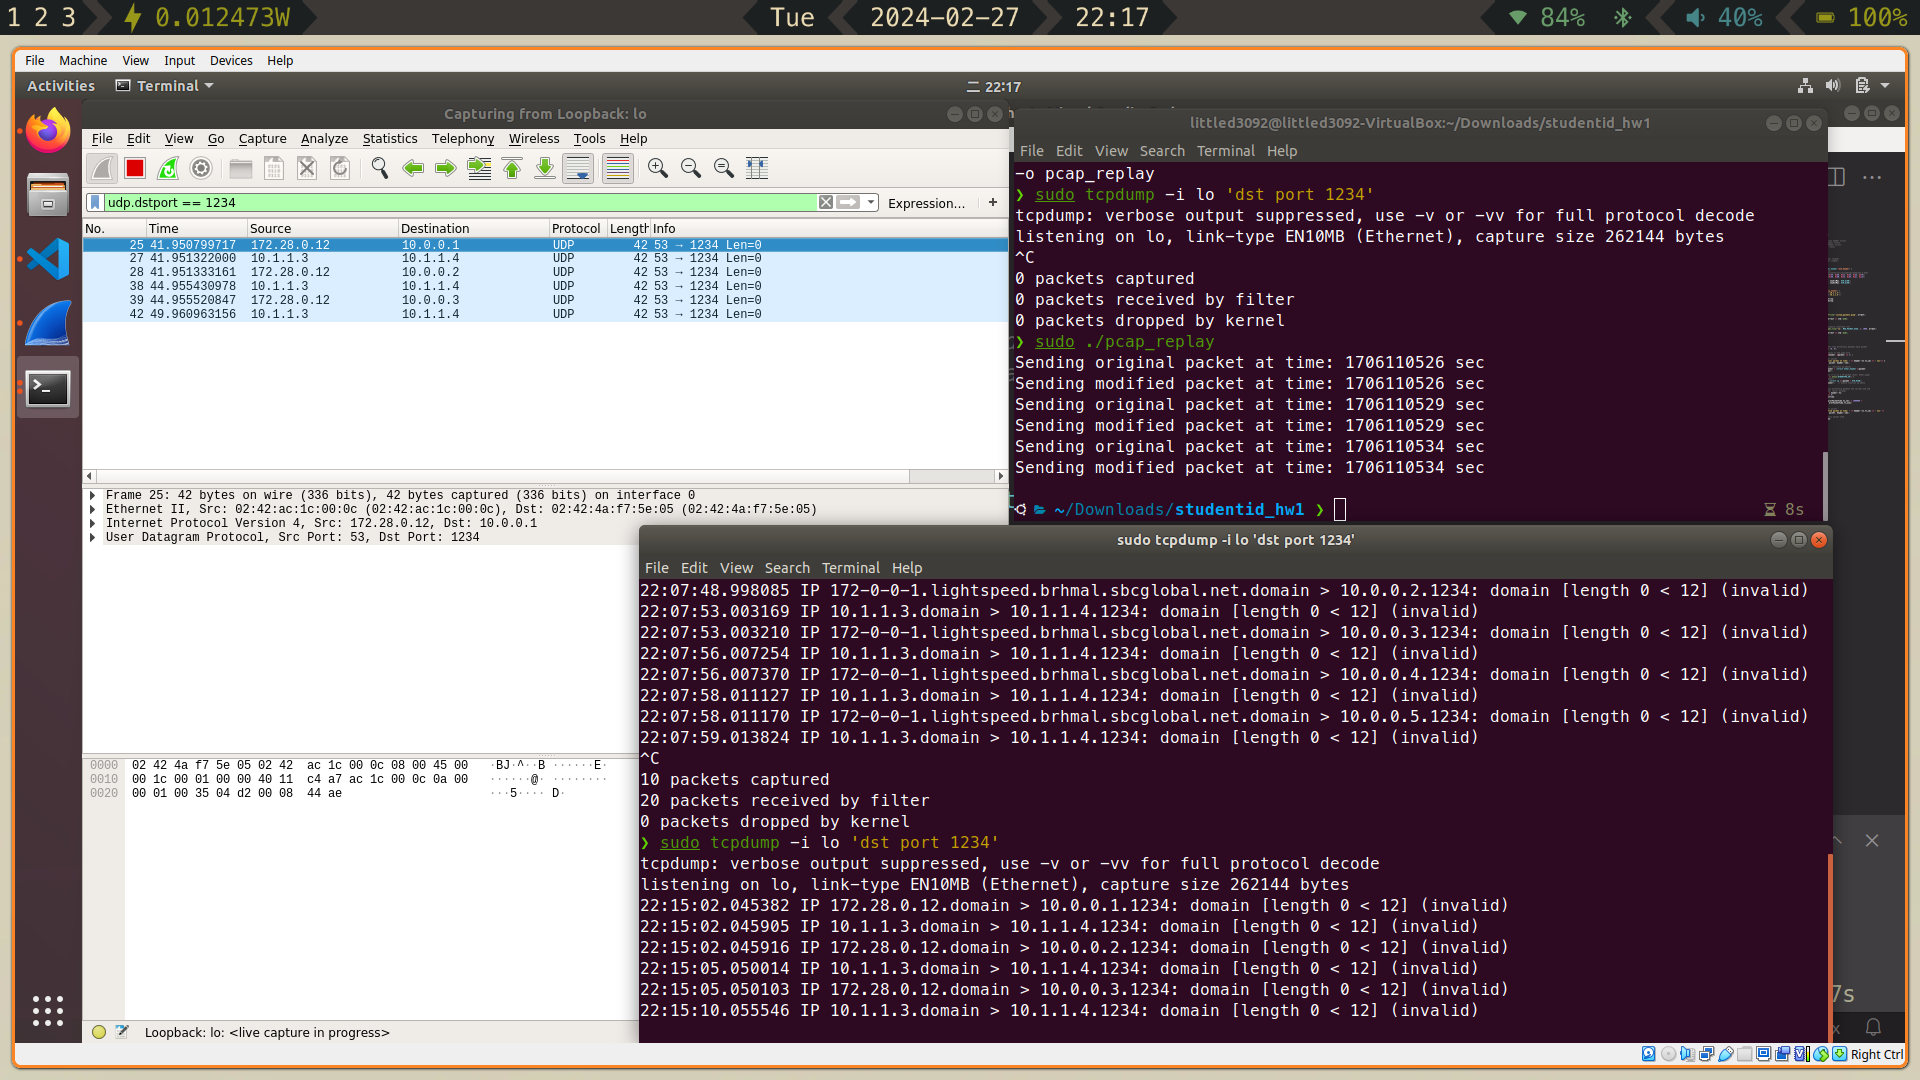 1 2 3
0.012473W
Tue
2024-02-27
22:17
84%
40%
100%
File Machine View Input Devices Help
Activities
Terminal
二 22:17
Capturing from Loopback: lo
File Edit View Go Capture Analyze Statistics Telephony Wireless Tools Help
udp.dstport == 1234
Expression…
+
No. Time Source Destination Protocol Length Info
25 41.950799717 172.28.0.12 10.0.0.1 UDP 42 53 → 1234 Len=0
27 41.951322000 10.1.1.3 10.1.1.4 UDP 42 53 → 1234 Len=0
28 41.951333161 172.28.0.12 10.0.0.2 UDP 42 53 → 1234 Len=0
38 44.955430978 10.1.1.3 10.1.1.4 UDP 42 53 → 1234 Len=0
39 44.955520847 172.28.0.12 10.0.0.3 UDP 42 53 → 1234 Len=0
42 49.960963156 10.1.1.3 10.1.1.4 UDP 42 53 → 1234 Len=0
Frame 25: 42 bytes on wire (336 bits), 42 bytes captured (336 bits) on interface 0
Ethernet II, Src: 02:42:ac:1c:00:0c (02:42:ac:1c:00:0c), Dst: 02:42:4a:f7:5e:05 (02:42:4a:f7:5e:05)
Internet Protocol Version 4, Src: 172.28.0.12, Dst: 10.0.0.1
User Datagram Protocol, Src Port: 53, Dst Port: 1234
0000 02 42 4a f7 5e 05 02 42 ac 1c 00 0c 08 00 45 00 ·BJ·^··B ······E·
0010 00 1c 00 01 00 00 40 11 c4 a7 ac 1c 00 0c 0a 00 ······@· ········
0020 00 01 00 35 04 d2 00 08 44 ae ···5···· D·
Loopback: lo: <live capture in progress>
littled3092@littled3092-VirtualBox:~/Downloads/studentid_hw1
File Edit View Search Terminal Help
-o pcap_replay
❯ sudo tcpdump -i lo 'dst port 1234'
tcpdump: verbose output suppressed, use -v or -vv for full protocol decode
listening on lo, link-type EN10MB (Ethernet), capture size 262144 bytes
^C
0 packets captured
0 packets received by filter
0 packets dropped by kernel
❯ sudo ./pcap_replay
Sending original packet at time: 1706110526 sec
Sending modified packet at time: 1706110526 sec
Sending original packet at time: 1706110529 sec
Sending modified packet at time: 1706110529 sec
Sending original packet at time: 1706110534 sec
Sending modified packet at time: 1706110534 sec
~/Downloads/studentid_hw1 ❯
8s
sudo tcpdump -i lo 'dst port 1234'
File Edit View Search Terminal Help
22:07:48.998085 IP 172-0-0-1.lightspeed.brhmal.sbcglobal.net.domain > 10.0.0.2.1234: domain [length 0 < 12] (invalid)
22:07:53.003169 IP 10.1.1.3.domain > 10.1.1.4.1234: domain [length 0 < 12] (invalid)
22:07:53.003210 IP 172-0-0-1.lightspeed.brhmal.sbcglobal.net.domain > 10.0.0.3.1234: domain [length 0 < 12] (invalid)
22:07:56.007254 IP 10.1.1.3.domain > 10.1.1.4.1234: domain [length 0 < 12] (invalid)
22:07:56.007370 IP 172-0-0-1.lightspeed.brhmal.sbcglobal.net.domain > 10.0.0.4.1234: domain [length 0 < 12] (invalid)
22:07:58.011127 IP 10.1.1.3.domain > 10.1.1.4.1234: domain [length 0 < 12] (invalid)
22:07:58.011170 IP 172-0-0-1.lightspeed.brhmal.sbcglobal.net.domain > 10.0.0.5.1234: domain [length 0 < 12] (invalid)
22:07:59.013824 IP 10.1.1.3.domain > 10.1.1.4.1234: domain [length 0 < 12] (invalid)
^C
10 packets captured
20 packets received by filter
0 packets dropped by kernel
❯ sudo tcpdump -i lo 'dst port 1234'
tcpdump: verbose output suppressed, use -v or -vv for full protocol decode
listening on lo, link-type EN10MB (Ethernet), capture size 262144 bytes
22:15:02.045382 IP 172.28.0.12.domain > 10.0.0.1.1234: domain [length 0 < 12] (invalid)
22:15:02.045905 IP 10.1.1.3.domain > 10.1.1.4.1234: domain [length 0 < 12] (invalid)
22:15:02.045916 IP 172.28.0.12.domain > 10.0.0.2.1234: domain [length 0 < 12] (invalid)
22:15:05.050014 IP 10.1.1.3.domain > 10.1.1.4.1234: domain [length 0 < 12] (invalid)
22:15:05.050103 IP 172.28.0.12.domain > 10.0.0.3.1234: domain [length 0 < 12] (invalid)
22:15:10.055546 IP 10.1.1.3.domain > 10.1.1.4.1234: domain [length 0 < 12] (invalid)
7s
Right Ctrl